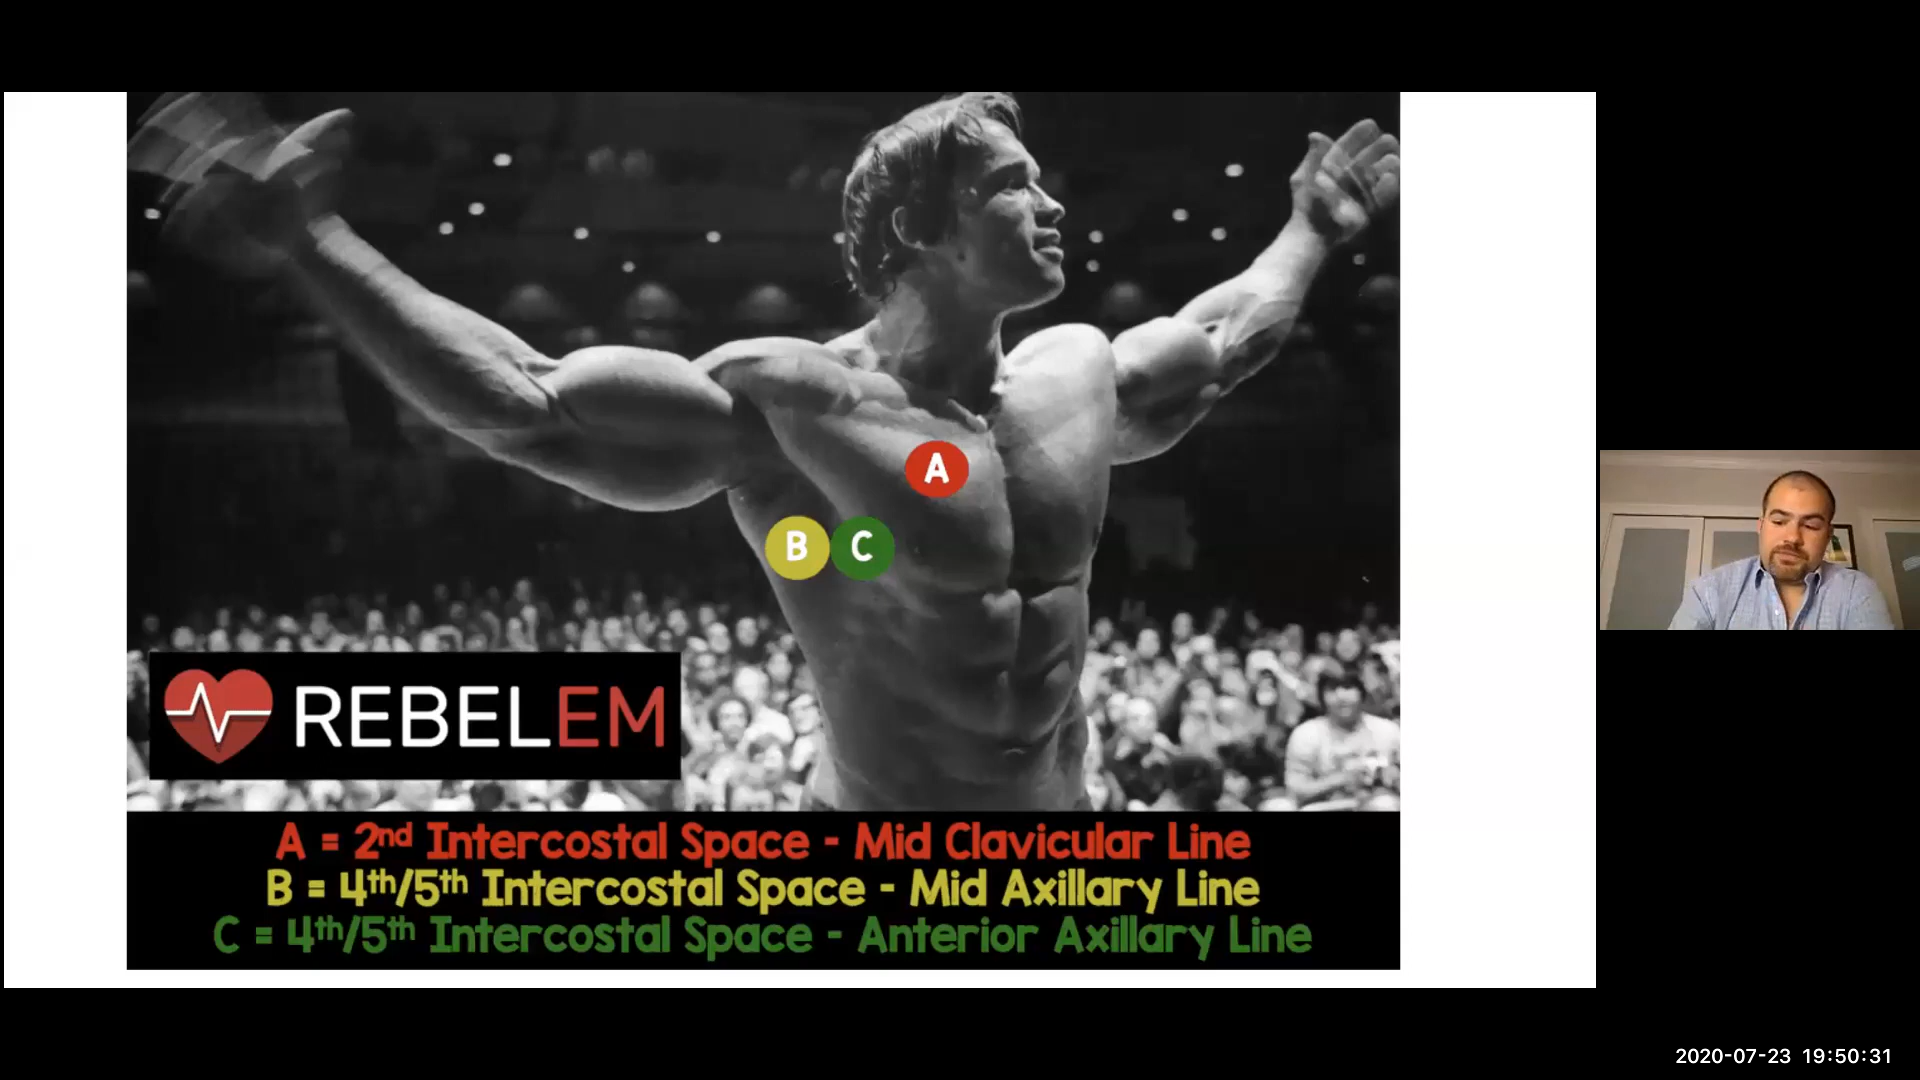 A
B C
REBELEM
A = 2nd Intercostal Space - Mid Clavicular Line
B = 4th/5th Intercostal Space - Mid Axillary Line
C = 4th/5th Intercostal Space - Anterior Axillary Line
2020-07-23 19:50:31